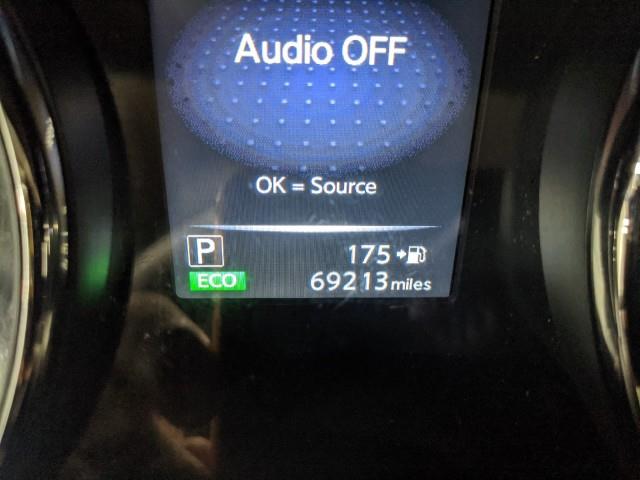 Audio OFF
OK = Source
P 175
ECO 69213 miles